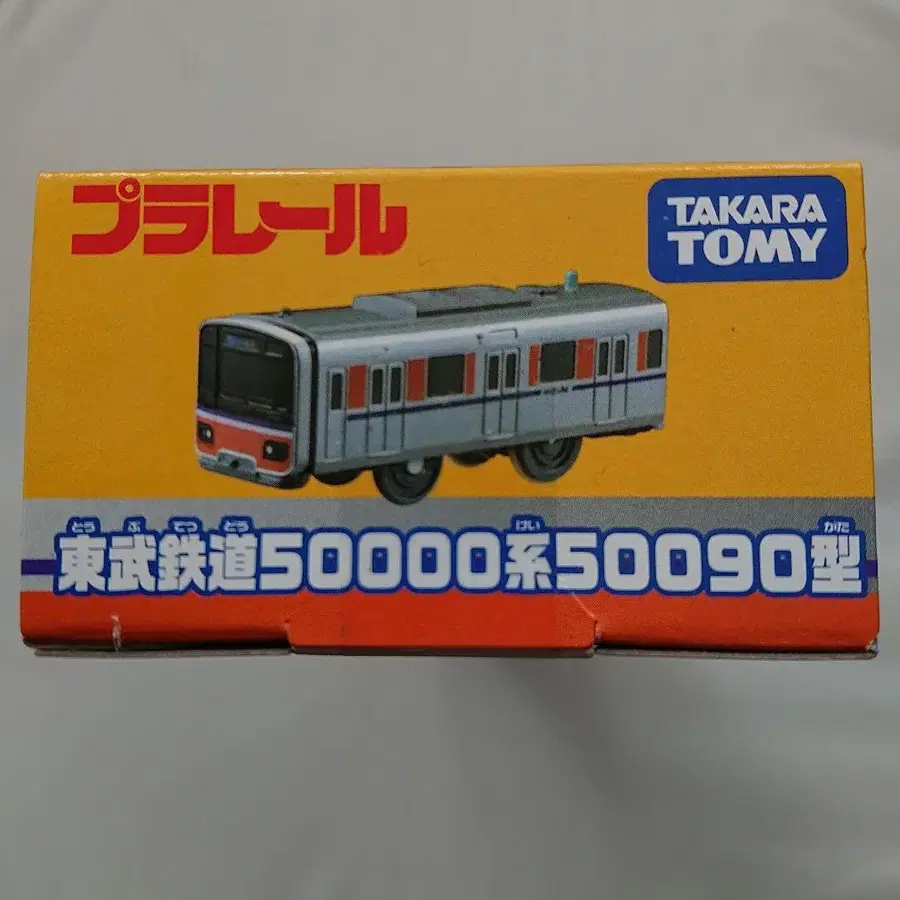 プラレール
TAKARA
TOMY
とう ぶ てつ どう けい がた
東武鉄道50000系50090型